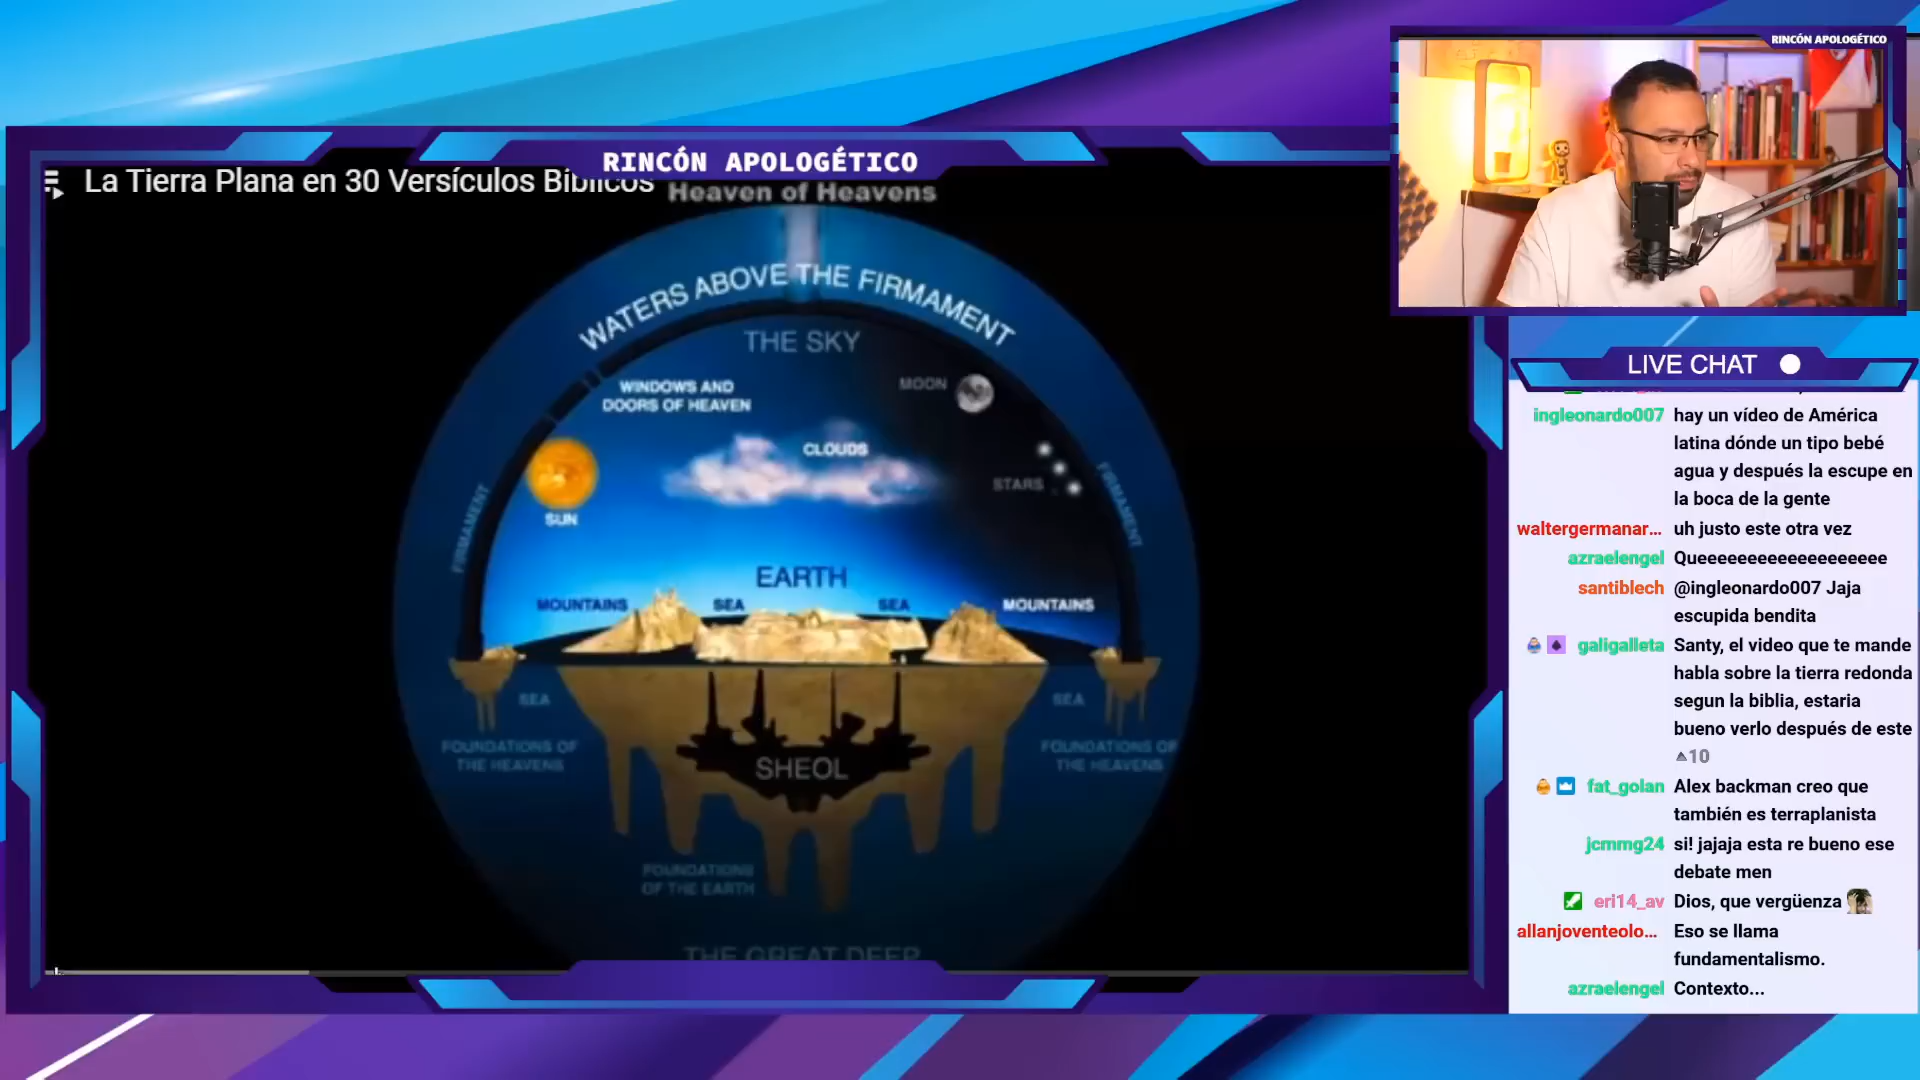 RINCÓN APOLOGÉTICO
RINCÓN APOLOGÉTICO
La Tierra Plana en 30 Versículos Bíblicos
Heaven of Heavens
WATERS ABOVE THE FIRMAMENT
THE SKY
WINDOWS AND
DOORS OF HEAVEN
MOON
CLOUDS
STARS
SUN
FIRMAMENT
FIRMAMENT
EARTH
MOUNTAINS
SEA
SEA
MOUNTAINS
SEA
SEA
FOUNDATIONS OF
THE HEAVENS
FOUNDATIONS OF
THE HEAVENS
SHEOL
FOUNDATIONS
OF THE EARTH
THE GREAT DEEP
LIVE CHAT
ingleonardo007 hay un vídeo de América
latina dónde un tipo bebé
agua y después la escupe en
la boca de la gente
waltergermanar... uh justo este otra vez
azraelengel Queeeeeeeeeeeeeeeeeee
santiblech @ingleonardo007 Jaja
escupida bendita
galigalleta Santy, el video que te mande
habla sobre la tierra redonda
segun la biblia, estaria
bueno verlo después de este
10
fat_golan Alex backman creo que
también es terraplanista
jcmmg24 si! jajaja esta re bueno ese
debate men
eri14_av Dios, que vergüenza
allanjoventeolo... Eso se llama
fundamentalismo.
azraelengel Contexto...